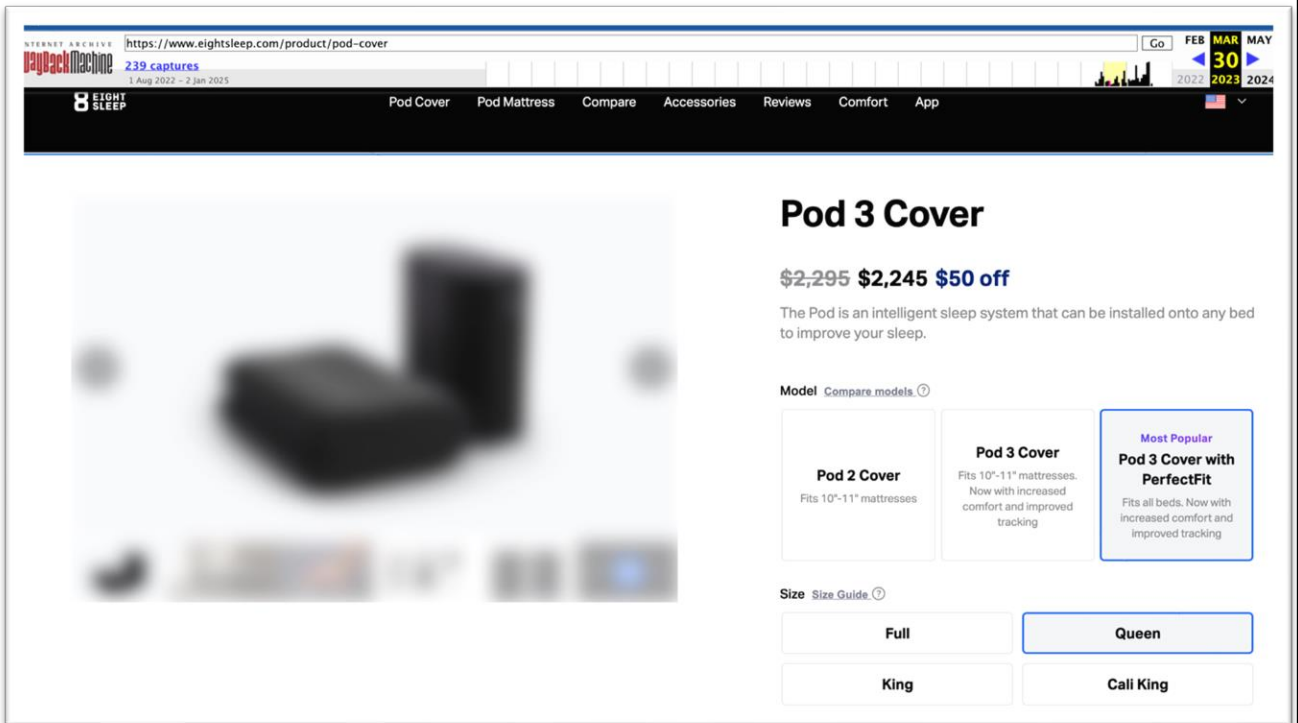 INTERNET ARCHIVE
WayBackMachine
https://www.eightsleep.com/product/pod-cover
Go
FEB MAR MAY
239 captures
30
1 Aug 2022 – 2 Jan 2025
2022 2023 2024
8 EIGHT SLEEP
Pod Cover Pod Mattress Compare Accessories Reviews Comfort App
Pod 3 Cover
$2,295 $2,245 $50 off
The Pod is an intelligent sleep system that can be installed onto any bed
to improve your sleep.
Model Compare models ?
Pod 2 Cover
Fits 10"-11" mattresses
Pod 3 Cover
Fits 10"-11" mattresses.
Now with increased
comfort and improved
tracking
Most Popular
Pod 3 Cover with
PerfectFit
Fits all beds. Now with
increased comfort and
improved tracking
Size Size Guide ?
Full
Queen
King
Cali King